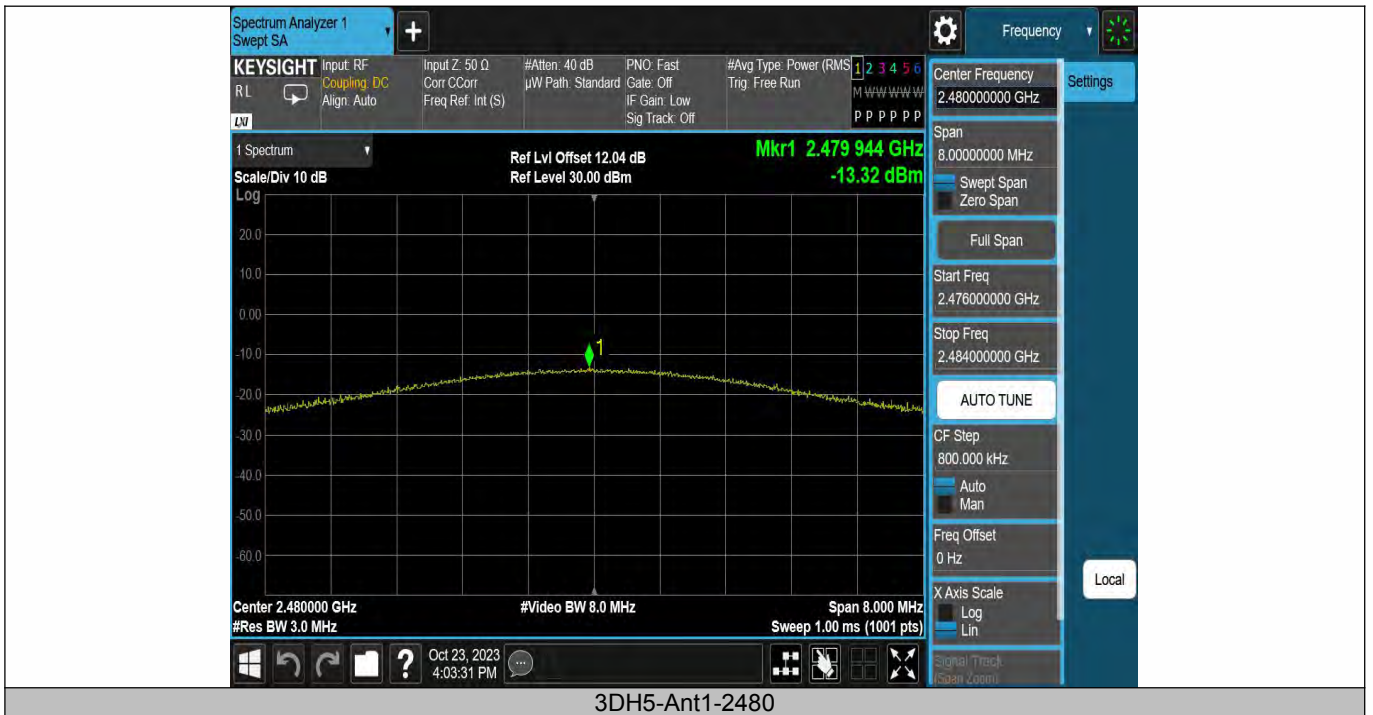 Spectrum Analyzer 1
Swept SA
+
Frequency
KEYSIGHT
RL
LXI
Input: RF
Coupling: DC
Align: Auto
Input Z: 50 Ω
Corr CCorr
Freq Ref: Int (S)
#Atten: 40 dB
µW Path: Standard
PNO: Fast
Gate: Off
IF Gain: Low
Sig Track: Off
#Avg Type: Power (RMS
Trig: Free Run
1 2 3 4 5 6
M W W W W W
P P P P P P
1 Spectrum
Scale/Div 10 dB
Ref Lvl Offset 12.04 dB
Ref Level 30.00 dBm
Mkr1 2.479 944 GHz
-13.32 dBm
Log
20.0
10.0
0.00
-10.0
-20.0
-30.0
-40.0
-50.0
-60.0
1
Center 2.480000 GHz
#Res BW 3.0 MHz
#Video BW 8.0 MHz
Span 8.000 MHz
Sweep 1.00 ms (1001 pts)
Center Frequency
2.480000000 GHz
Settings
Span
8.00000000 MHz
Swept Span
Zero Span
Full Span
Start Freq
2.476000000 GHz
Stop Freq
2.484000000 GHz
AUTO TUNE
CF Step
800.000 kHz
Auto
Man
Freq Offset
0 Hz
X Axis Scale
Log
Lin
Signal Track
(Span Zoom)
Local
?
Oct 23, 2023
4:03:31 PM
3DH5-Ant1-2480